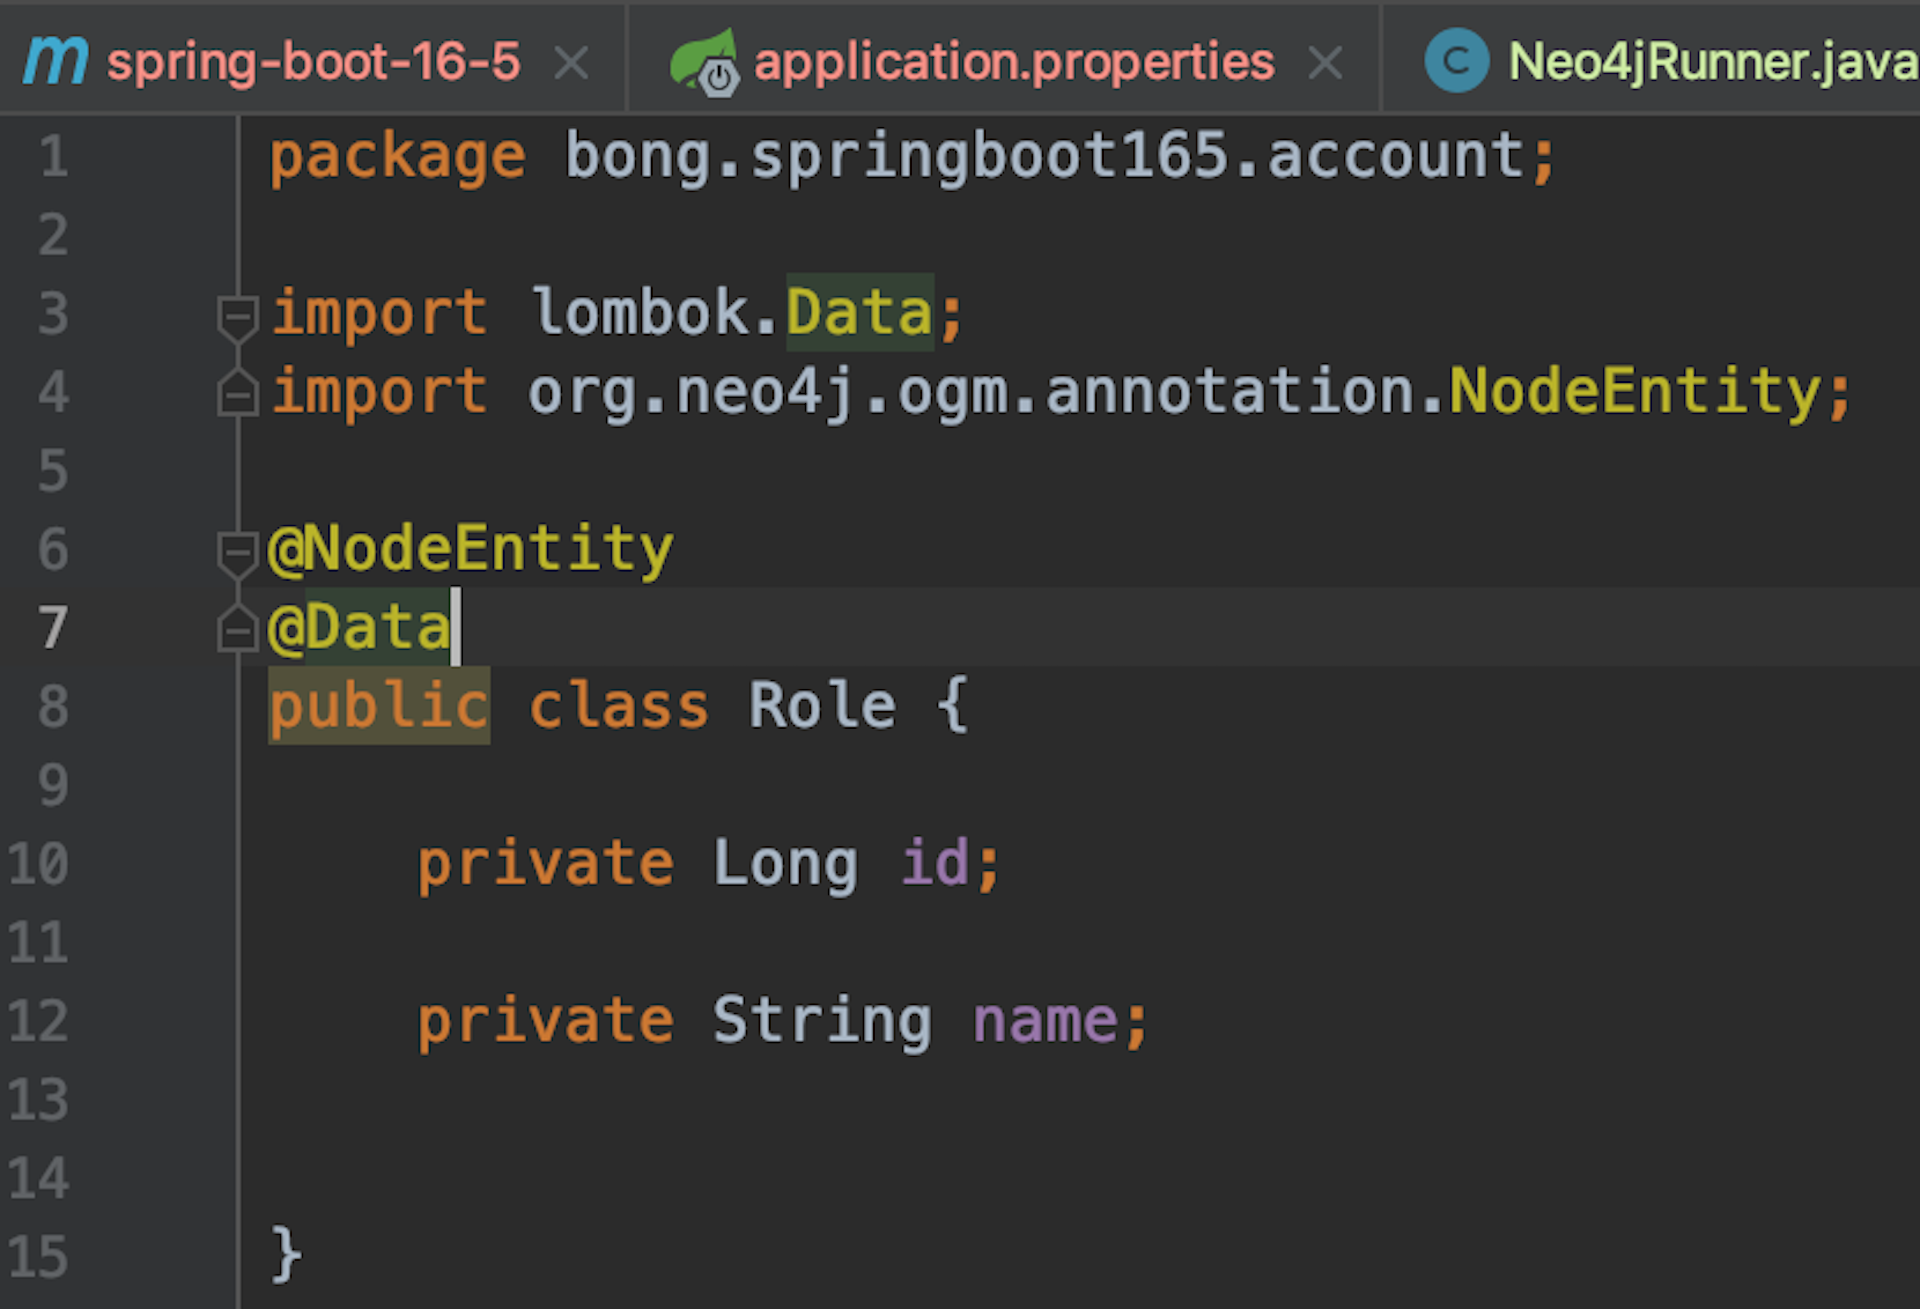 m spring-boot-16-5 × application.properties × C Neo4jRunner.java
1 package bong.springboot165.account;
2
3 import lombok.Data;
4 import org.neo4j.ogm.annotation.NodeEntity;
5
6 @NodeEntity
7 @Data
8 public class Role {
9
10 private Long id;
11
12 private String name;
13
14
15 }